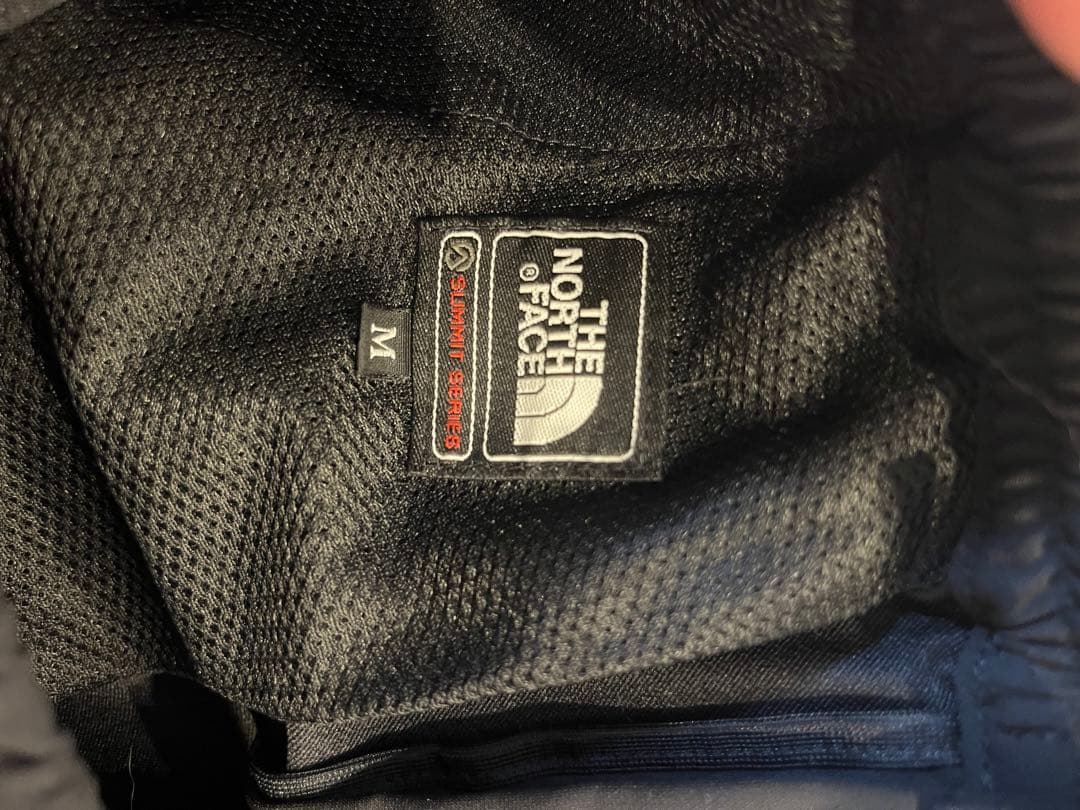 THE
NORTH
FACE
®
SUMMIT SERIES
M